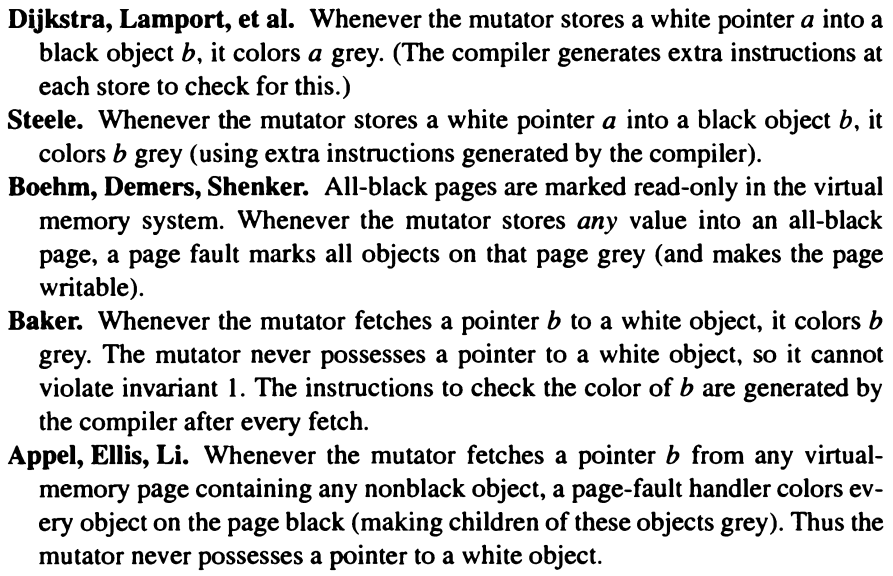 Dijkstra, Lamport, et al. Whenever the mutator stores a white pointer a into a
black object b, it colors a grey. (The compiler generates extra instructions at
each store to check for this.)
Steele. Whenever the mutator stores a white pointer a into a black object b, it
colors b grey (using extra instructions generated by the compiler).
Boehm, Demers, Shenker. All-black pages are marked read-only in the virtual
memory system. Whenever the mutator stores any value into an all-black
page, a page fault marks all objects on that page grey (and makes the page
writable).
Baker. Whenever the mutator fetches a pointer b to a white object, it colors b
grey. The mutator never possesses a pointer to a white object, so it cannot
violate invariant 1. The instructions to check the color of b are generated by
the compiler after every fetch.
Appel, Ellis, Li. Whenever the mutator fetches a pointer b from any virtual-
memory page containing any nonblack object, a page-fault handler colors ev-
ery object on the page black (making children of these objects grey). Thus the
mutator never possesses a pointer to a white object.